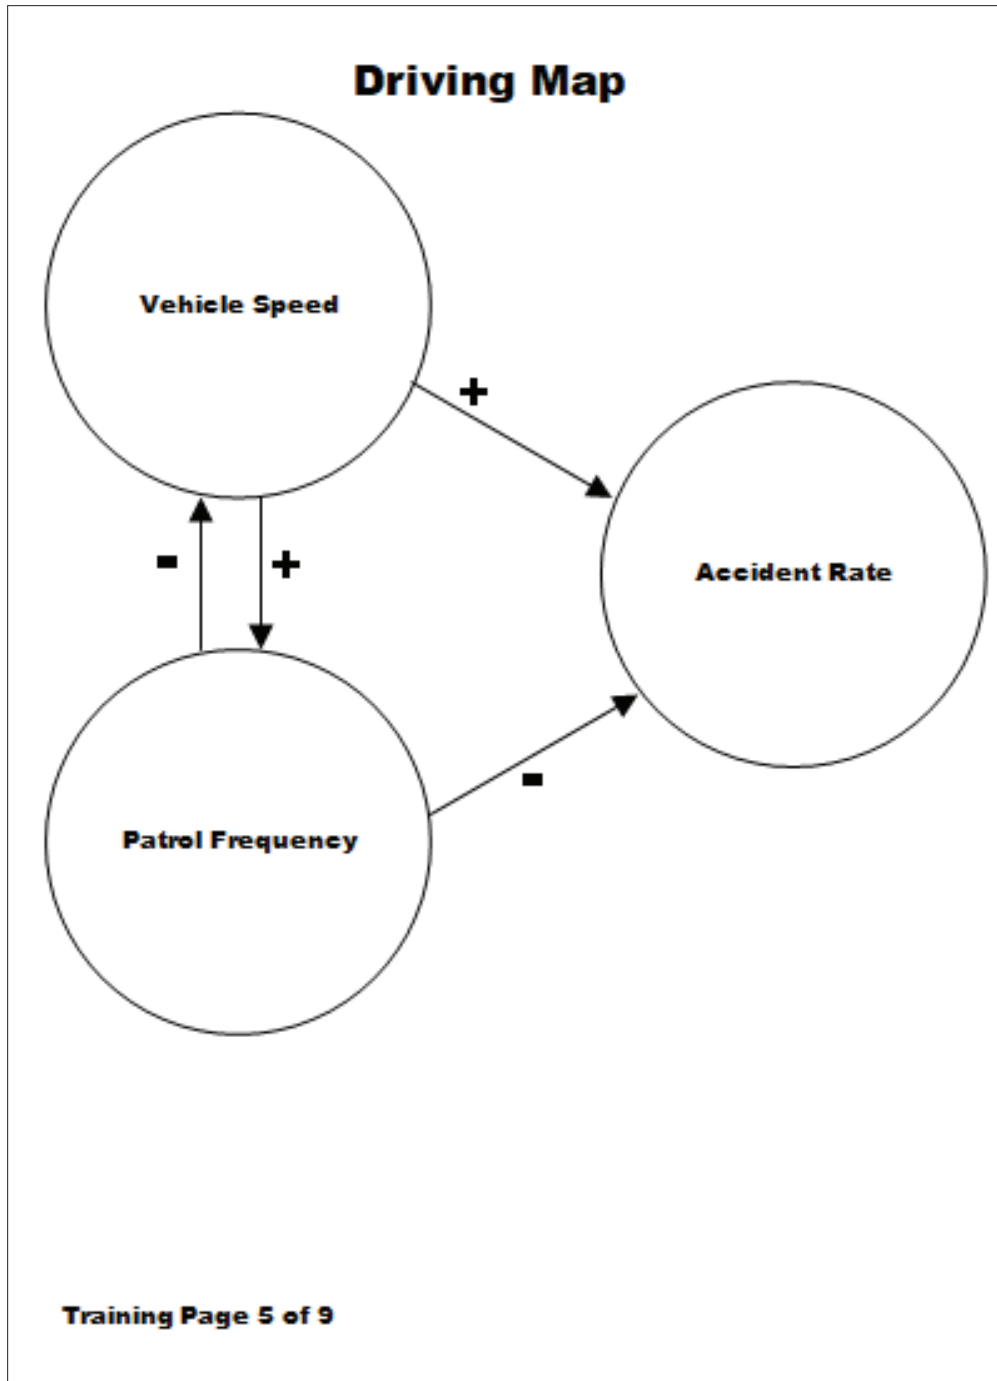 Driving Map
Vehicle Speed
+
Accident Rate
-
+
-
Patrol Frequency
Training Page 5 of 9